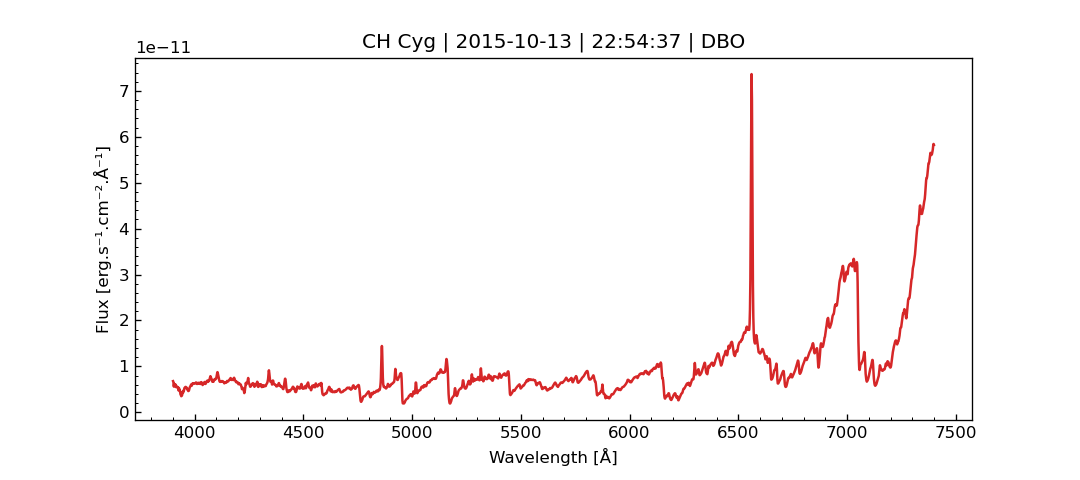 CH Cyg | 2015-10-13 | 22:54:37 | DBO
1e−11
7
6
5
4
3
2
1
0
Flux [erg.s⁻¹.cm⁻².Å⁻¹]
4000 4500 5000 5500 6000 6500 7000 7500
Wavelength [Å]